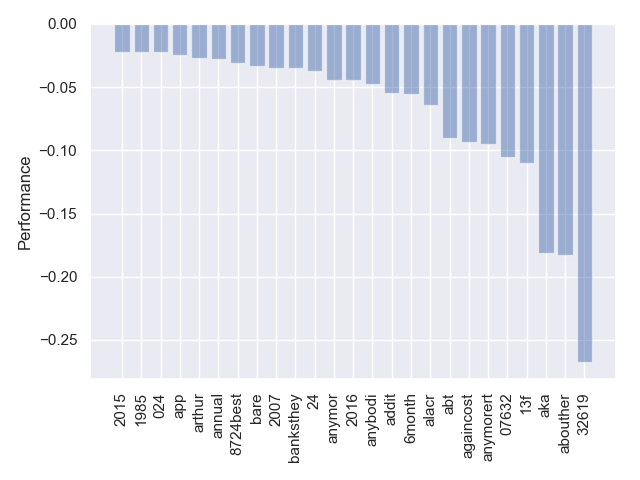 0.00
−0.05
−0.10
−0.15
−0.20
−0.25
Performance
2015
1985
024
app
arthur
annual
8724best
bare
2007
banksthey
24
anymor
2016
anybodi
addit
6month
alacr
abt
againcost
anymorert
07632
13f
aka
abouther
32619